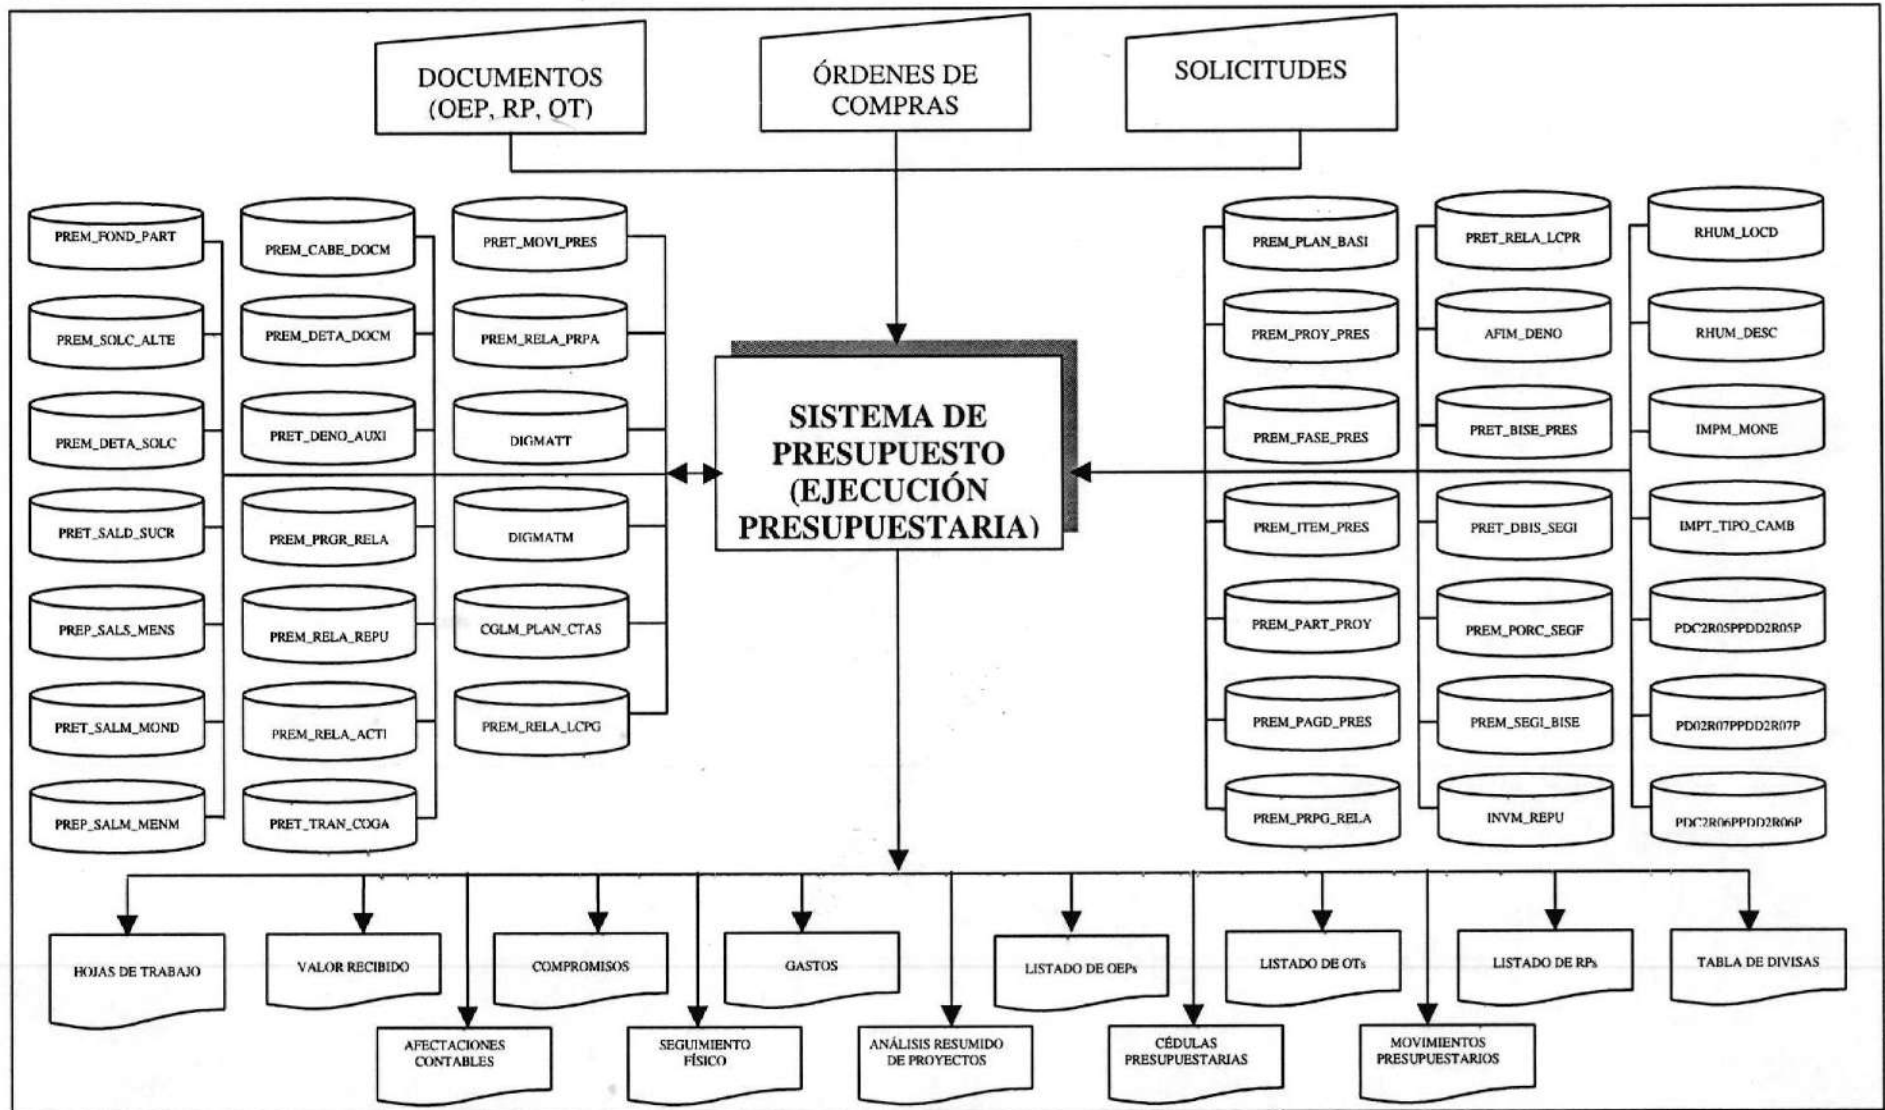 DOCUMENTOS
(OEP, RP, OT)
ÓRDENES DE
COMPRAS
SOLICITUDES
PREM_FOND_PART
PREM_SOLC_ALTE
PREM_DETA_SOLC
PRET_SALD_SUCR
PREP_SALS_MENS
PRET_SALM_MOND
PREP_SALM_MENM
PREM_CABE_DOCM
PREM_DETA_DOCM
PRET_DENO_AUXI
PREM_PRGR_RELA
PREM_RELA_REPU
PREM_RELA_ACTI
PRET_TRAN_COGA
PRET_MOVI_PRES
PREM_RELA_PRPA
DIGMATT
DIGMATM
CGLM_PLAN_CTAS
PREM_RELA_LCPG
SISTEMA DE
PRESUPUESTO
(EJECUCIÓN
PRESUPUESTARIA)
PREM_PLAN_BASI
PREM_PROY_PRES
PREM_FASE_PRES
PREM_ITEM_PRES
PREM_PART_PROY
PREM_PAGD_PRES
PREM_PRPG_RELA
PRET_RELA_LCPR
AFIM_DENO
PRET_BISE_PRES
PRET_DBIS_SEGI
PREM_PORC_SEGF
PREM_SEGI_BISE
INVM_REPU
RHUM_LOCD
RHUM_DESC
IMPM_MONE
IMPT_TIPO_CAMB
PDC2R05PPDD2R05P
PD02R07PPDD2R07P
PDC2R06PPDD2R06P
HOJAS DE TRABAJO
VALOR RECIBIDO
COMPROMISOS
GASTOS
LISTADO DE OEPs
LISTADO DE OTs
LISTADO DE RPs
TABLA DE DIVISAS
AFECTACIONES
CONTABLES
SEGUIMIENTO
FÍSICO
ANÁLISIS RESUMIDO
DE PROYECTOS
CÉDULAS
PRESUPUESTARIAS
MOVIMIENTOS
PRESUPUESTARIOS